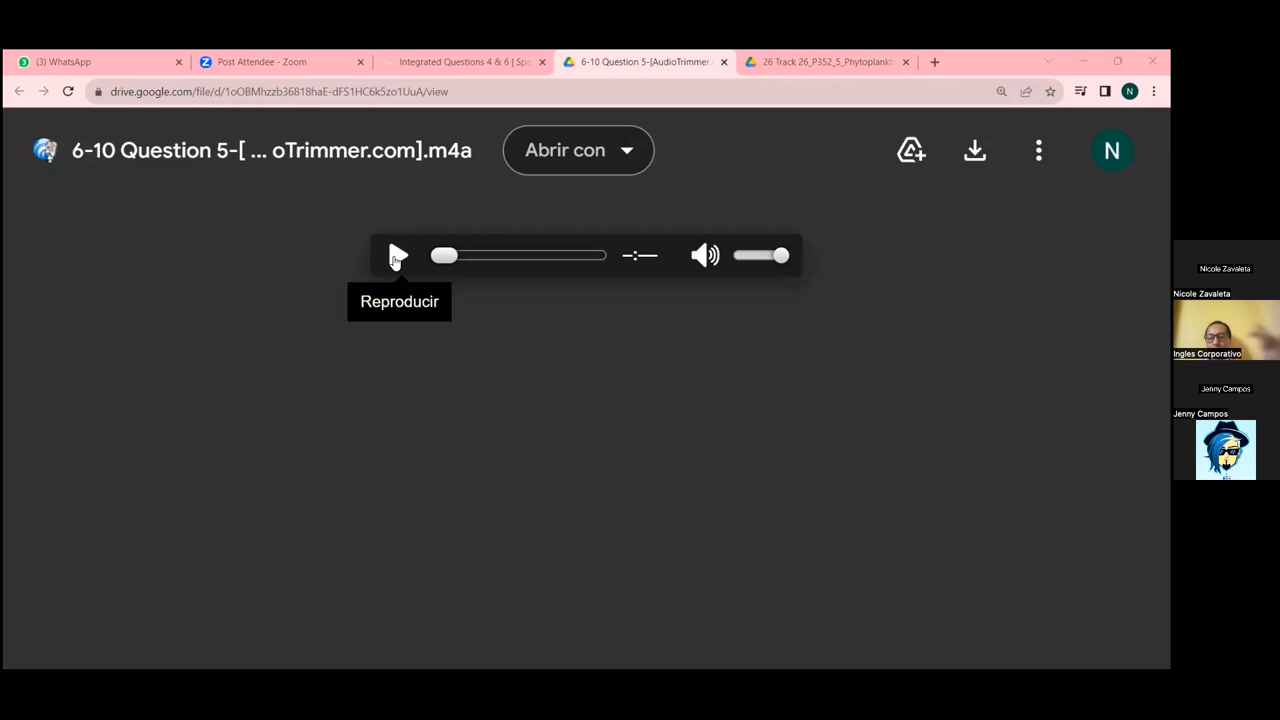 3 (3) WhatsApp
Post Attendee - Zoom
Integrated Questions 4 & 6 | Spe
6-10 Question 5-[AudioTrimmer.
26 Track 26_P352_5_Phytoplankt
drive.google.com/file/d/1oOBMhzzb36818haE-dFS1HC6k5zo1UuA/view
N
6-10 Question 5-[ ... oTrimmer.com].m4a
Abrir con
N
-:--
Reproducir
Nicole Zavaleta
Nicole Zavaleta
Ingles Corporativo
Jenny Campos
Jenny Campos